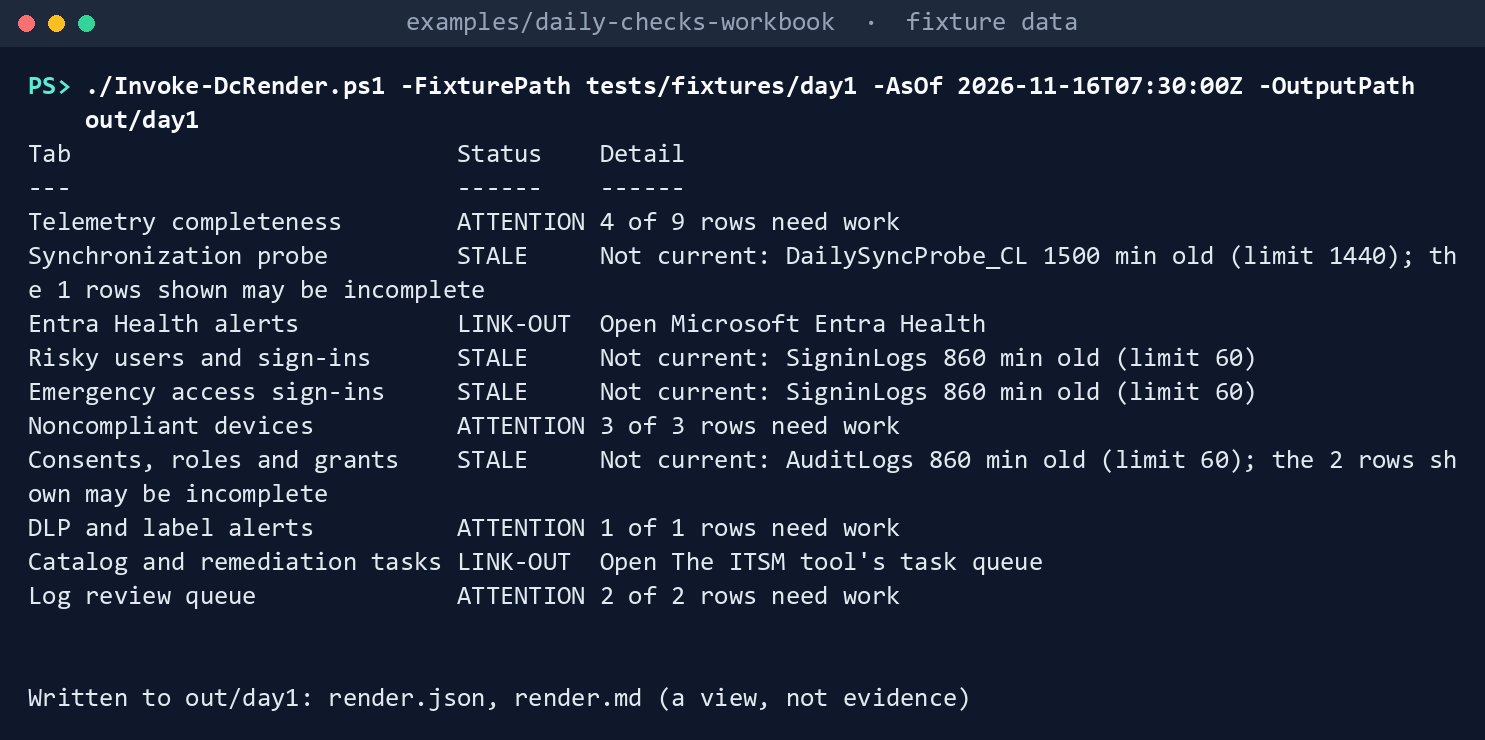 examples/daily-checks-workbook · fixture data
PS> ./Invoke-DcRender.ps1 -FixturePath tests/fixtures/day1 -AsOf 2026-11-16T07:30:00Z -OutputPath
out/day1
Tab Status Detail
--- ------ ------
Telemetry completeness ATTENTION 4 of 9 rows need work
Synchronization probe STALE Not current: DailySyncProbe_CL 1500 min old (limit 1440); th
e 1 rows shown may be incomplete
Entra Health alerts LINK-OUT Open Microsoft Entra Health
Risky users and sign-ins STALE Not current: SigninLogs 860 min old (limit 60)
Emergency access sign-ins STALE Not current: SigninLogs 860 min old (limit 60)
Noncompliant devices ATTENTION 3 of 3 rows need work
Consents, roles and grants STALE Not current: AuditLogs 860 min old (limit 60); the 2 rows sh
own may be incomplete
DLP and label alerts ATTENTION 1 of 1 rows need work
Catalog and remediation tasks LINK-OUT Open The ITSM tool's task queue
Log review queue ATTENTION 2 of 2 rows need work
Written to out/day1: render.json, render.md (a view, not evidence)